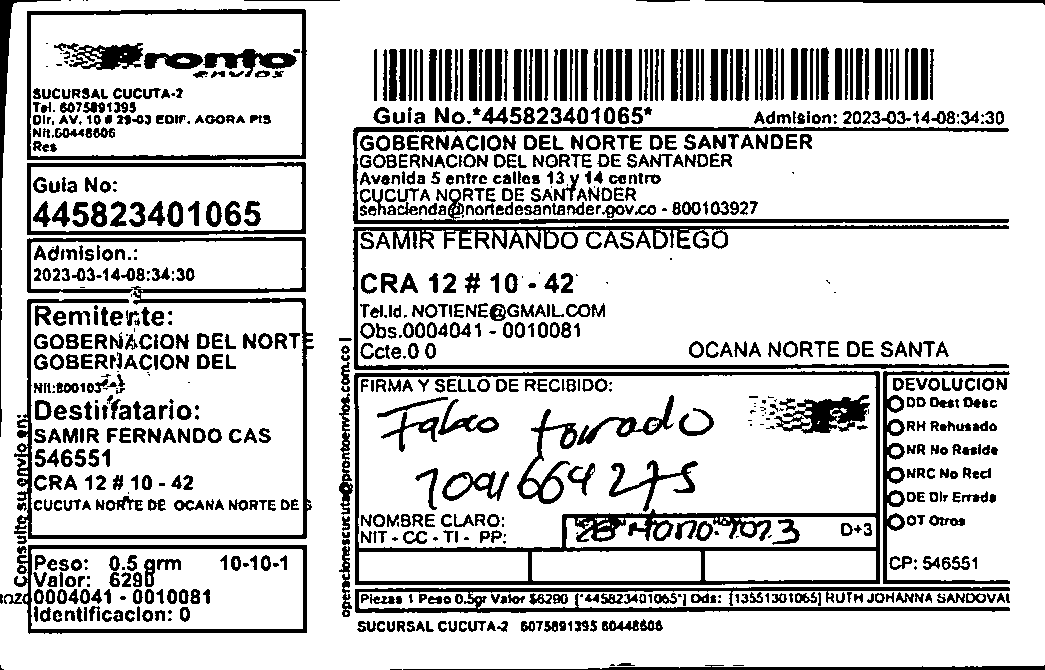 Pronto
envios
SUCURSAL CUCUTA-2
Tel. 6075891395
Dir. AV. 10 # 29-03 EDIF. AGORA PIS
Nit.60448606
Res
Guia No:
445823401065
Admision.:
2023-03-14-08:34:30
Remitente:
GOBERNACION DEL NORTE
GOBERNACION DEL
Nit:800103
Destinatario:
SAMIR FERNANDO CAS
546551
CRA 12 # 10 - 42
CUCUTA NORTE DE OCANA NORTE DE S
Peso: 0.5 grm 10-10-1
Valor: 6290
0004041 - 0010081
Identificacion: 0
Consulte su envio en:
Guia No.*445823401065*
Admision: 2023-03-14-08:34:30
GOBERNACION DEL NORTE DE SANTANDER
GOBERNACION DEL NORTE DE SANTANDER
Avenida 5 entre calles 13 y 14 centro
CUCUTA NORTE DE SANTANDER
sehacienda@nortedesantander.gov.co - 800103927
SAMIR FERNANDO CASADIEGO
CRA 12 # 10 - 42
Tel.Id. NOTIENE@GMAIL.COM
Obs.0004041 - 0010081
Ccte.0 0
OCANA NORTE DE SANTA
operacionescucuta@prontoenvios.com.co
FIRMA Y SELLO DE RECIBIDO:
torrado
1091664275
NOMBRE CLARO:
NIT - CC - TI - PP:
D+3
DEVOLUCION
DD Dest Desc
RH Rehusado
NR No Reside
NRC No Recl
DE Dir Errada
OT Otros
CP: 546551
Piezas 1 Peso 0.5gr Valor $6290 [*445823401065*] Ods: [13551301065] RUTH JOHANNA SANDOVAL
SUCURSAL CUCUTA-2 6075891395 60448606